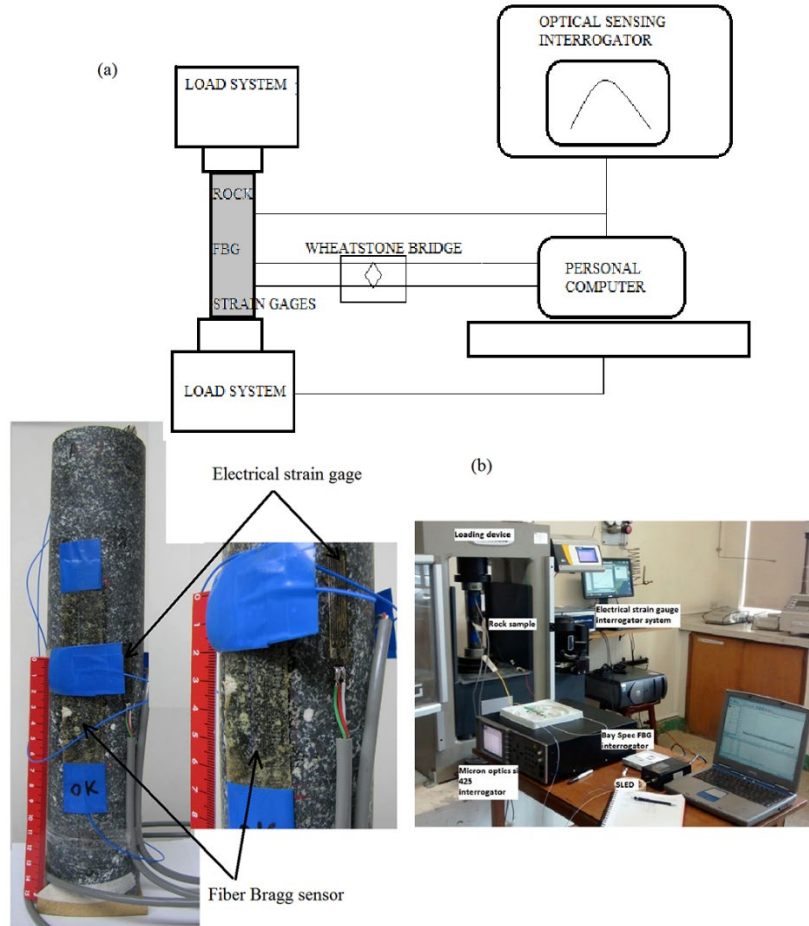 (a)
OPTICAL SENSING
INTERROGATOR
LOAD SYSTEM
ROCK
FBG
WHEATSTONE BRIDGE
STRAIN GAGES
PERSONAL
COMPUTER
LOAD SYSTEM
Electrical strain gage
OK
Fiber Bragg sensor
(b)
Loading device
Rock sample
Electrical strain gauge
interrogator system
Bay Spec FBG
interrogator
Micron optics si
425
interrogator
SLED